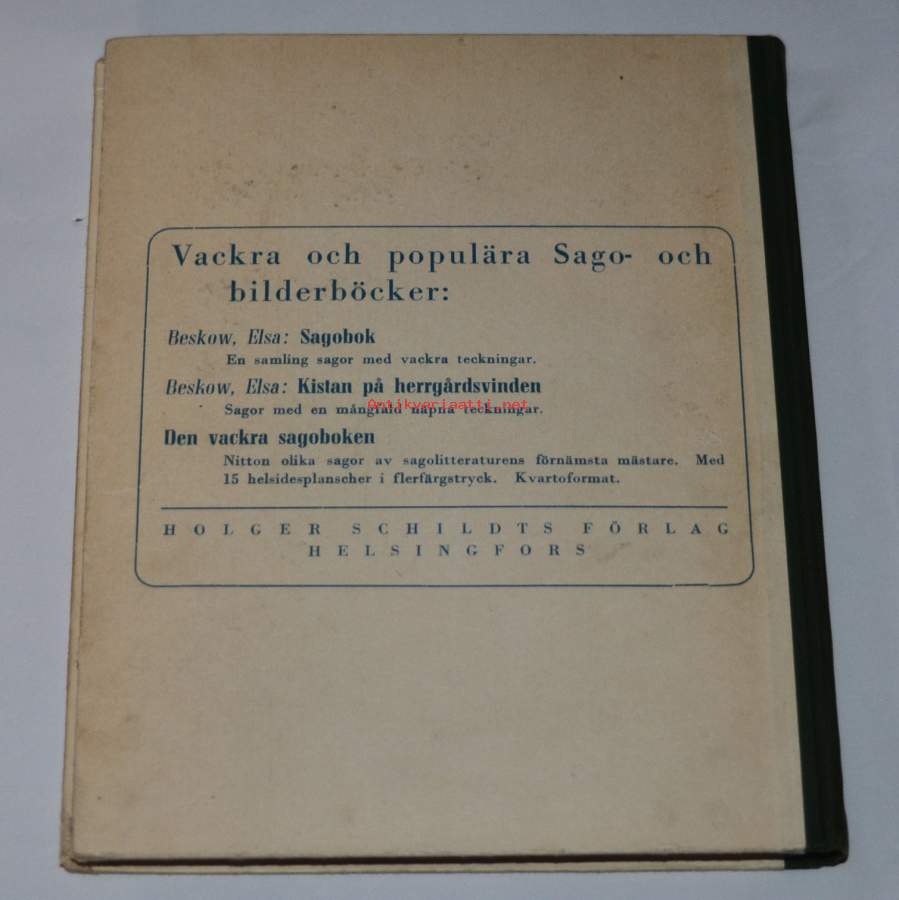 Vackra och populära Sago- och
bilderböcker:
Beskow, Elsa: Sagobok
En samling sagor med vackra teckningar.
Beskow, Elsa: Kistan på herrgårdsvinden
Antikvariaatti.net
Sagor med en mångfald näpna teckningar.
Den vackra sagoboken
Nitton olika sagor av sagolitteraturens förnämsta mästare. Med
15 helsidesplanscher i flerfärgstryck. Kvartoformat.
HOLGER SCHILDTS FÖRLAG
HELSINGFORS